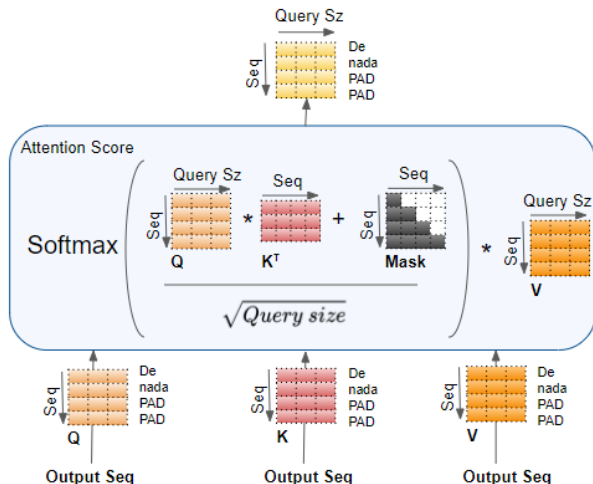 Query Sz
Seq
De
nada
PAD
PAD
Attention Score
Softmax
Query Sz
Seq
Q
*
Seq
Kᵀ
+
Seq
Seq
Mask
√Query size
*
Query Sz
Seq
V
Seq
Q
De
nada
PAD
PAD
Seq
K
De
nada
PAD
PAD
Seq
V
De
nada
PAD
PAD
Output Seq
Output Seq
Output Seq